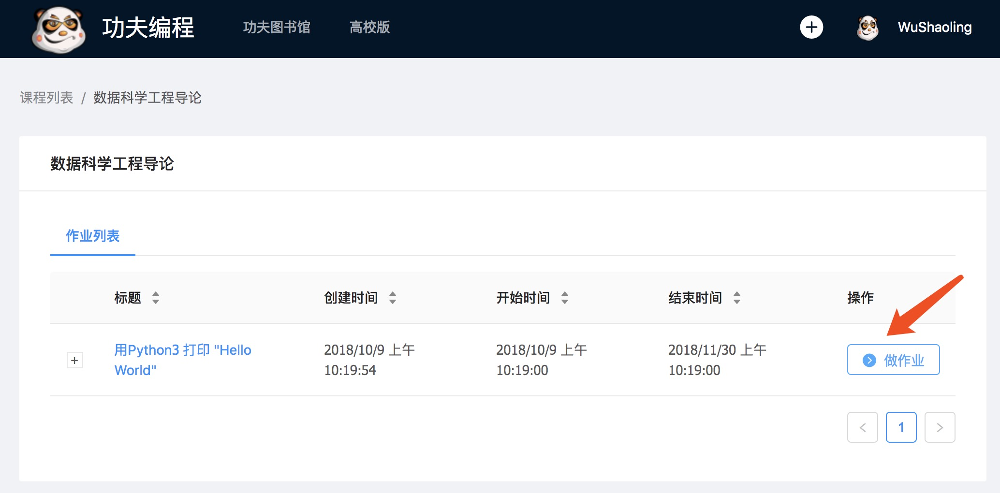 功夫编程 功夫图书馆 高校版 WuShaoling
课程列表 / 数据科学工程导论
数据科学工程导论
作业列表
标题 创建时间 开始时间 结束时间 操作
用Python3 打印 "Hello World"
2018/10/9 上午 10:19:54
2018/10/9 上午 10:19:00
2018/11/30 上午 10:19:00
做作业
< 1 >